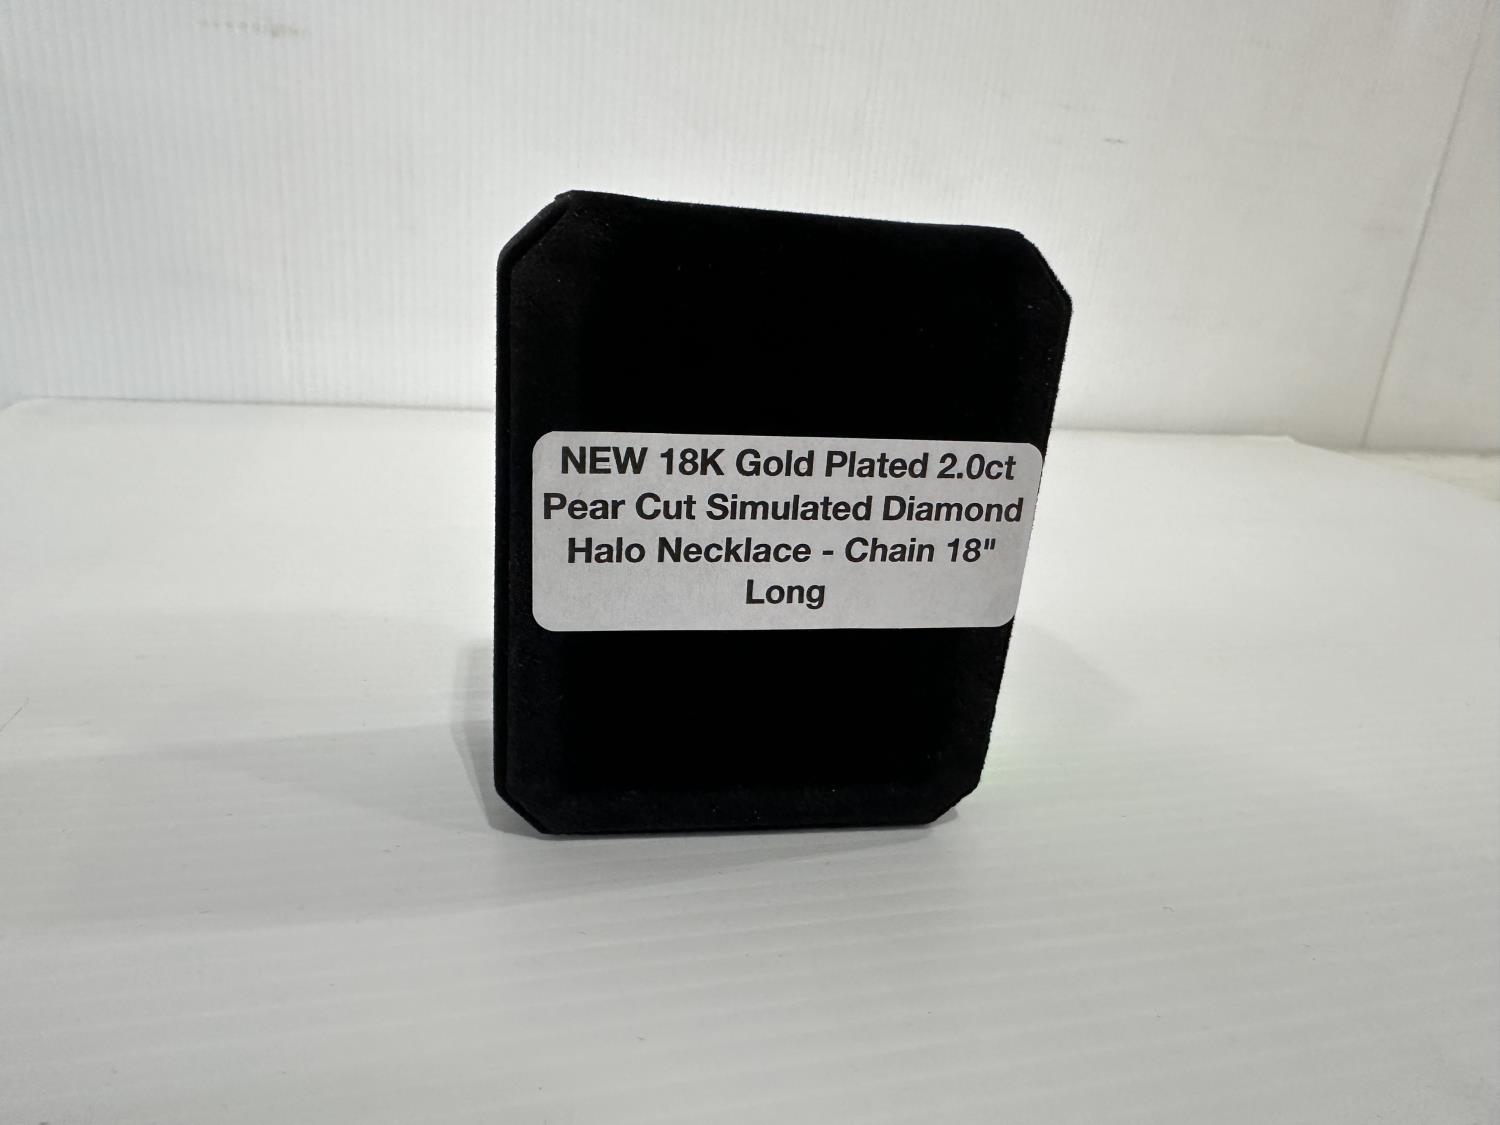 NEW 18K Gold Plated 2.0ct
Pear Cut Simulated Diamond
Halo Necklace - Chain 18"
Long